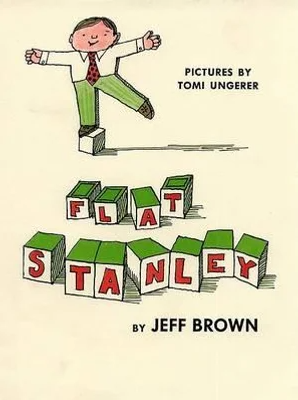 PICTURES BY
TOMI UNGERER
FLAT
STANLEY
BY JEFF BROWN